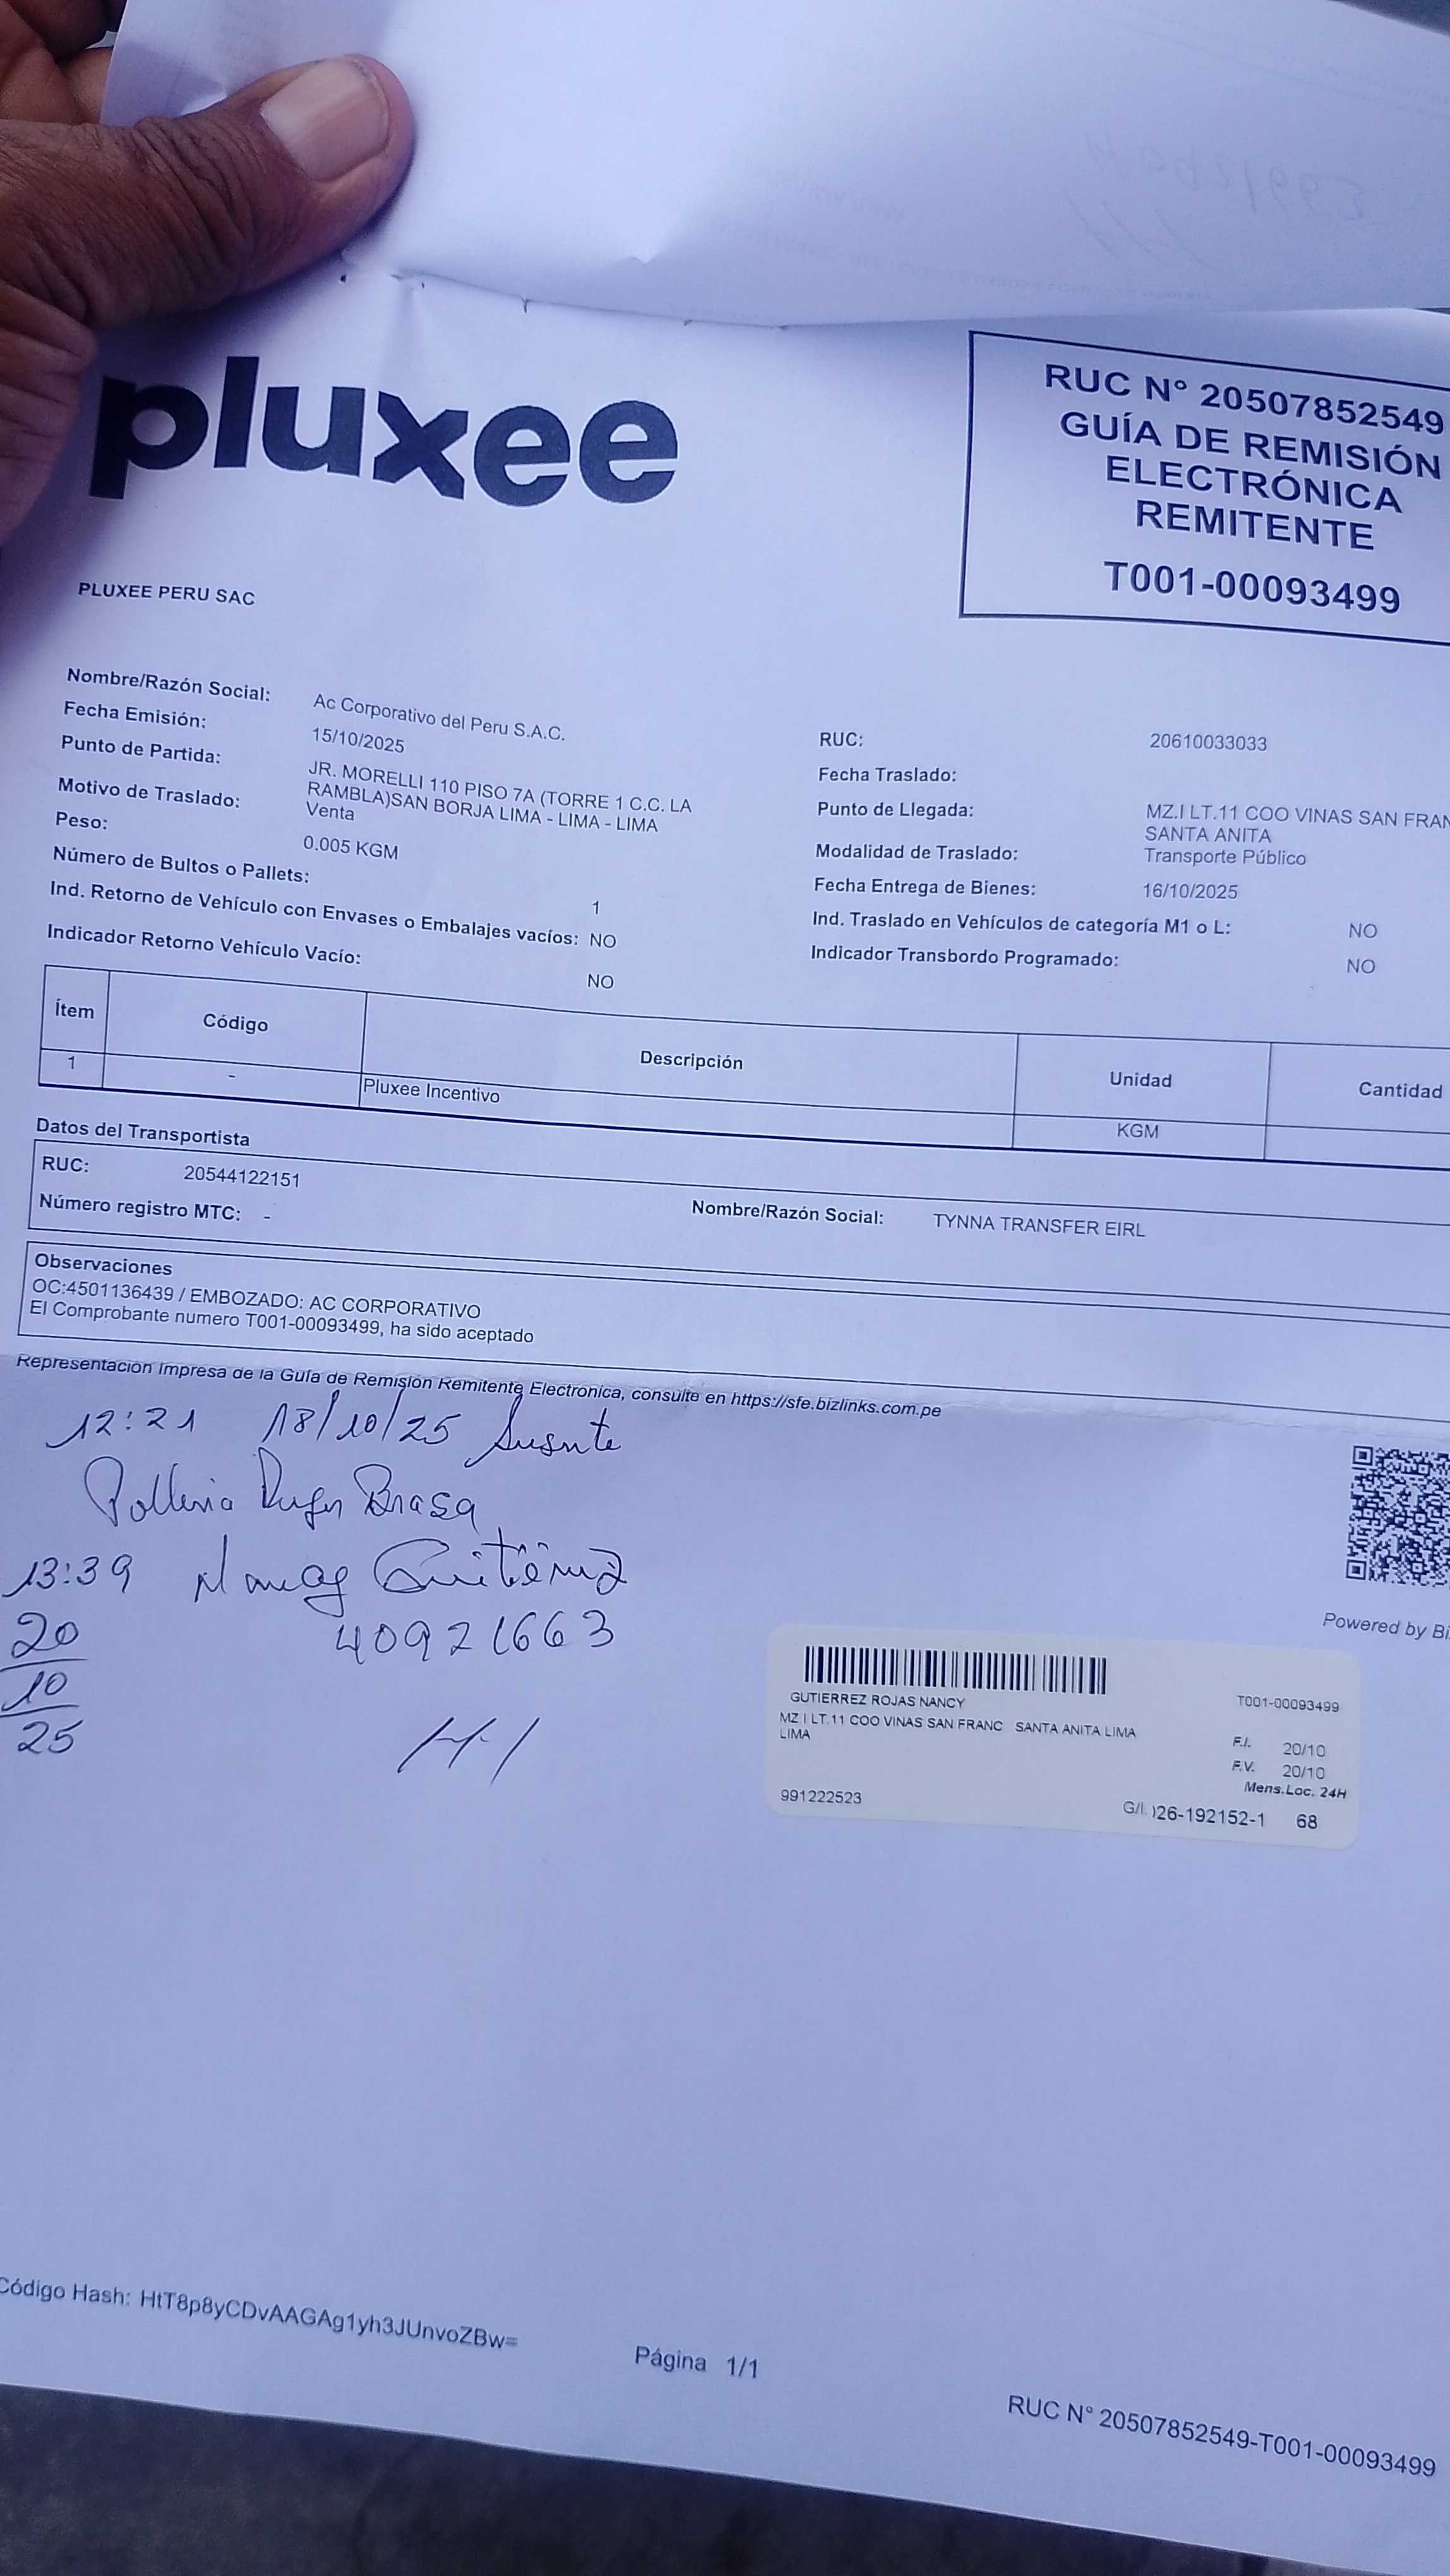 pluxee
RUC N° 20507852549
GUÍA DE REMISIÓN
ELECTRÓNICA
REMITENTE
T001-00093499
PLUXEE PERU SAC
Nombre/Razón Social: Ac Corporativo del Peru S.A.C.
Fecha Emisión: 15/10/2025
Punto de Partida: JR. MORELLI 110 PISO 7A (TORRE 1 C.C. LA
RAMBLA)SAN BORJA LIMA - LIMA - LIMA
Motivo de Traslado: Venta
Peso: 0.005 KGM
Número de Bultos o Pallets: 1
Ind. Retorno de Vehículo con Envases o Embalajes vacíos: NO
Indicador Retorno Vehículo Vacío: NO
RUC: 20610033033
Fecha Traslado:
Punto de Llegada: MZ.I LT.11 COO VINAS SAN FRAN
SANTA ANITA
Modalidad de Traslado: Transporte Público
Fecha Entrega de Bienes: 16/10/2025
Ind. Traslado en Vehículos de categoría M1 o L: NO
Indicador Transbordo Programado: NO
Ítem Código Descripción Unidad Cantidad
1 - Pluxee Incentivo KGM
Datos del Transportista
RUC: 20544122151
Número registro MTC: -
Nombre/Razón Social: TYNNA TRANSFER EIRL
Observaciones
OC:4501136439 / EMBOZADO: AC CORPORATIVO
El Comprobante numero T001-00093499, ha sido aceptado
Representación Impresa de la Guía de Remisión Remitente Electronica, consulte en https://sfe.bizlinks.com.pe
12:21 18/10/25
Brasa
13:39
20 40921663
10
25
Powered by Bi
GUTIERREZ ROJAS NANCY T001-00093499
MZ I LT.11 COO VINAS SAN FRANC SANTA ANITA LIMA
LIMA
F.I. 20/10
F.V. 20/10
Mens.Loc. 24H
991222523 G/I. )26-192152-1 68
Código Hash: HtT8p8yCDvAAGAg1yh3JUnvoZBw=
Página 1/1
RUC N° 20507852549-T001-00093499